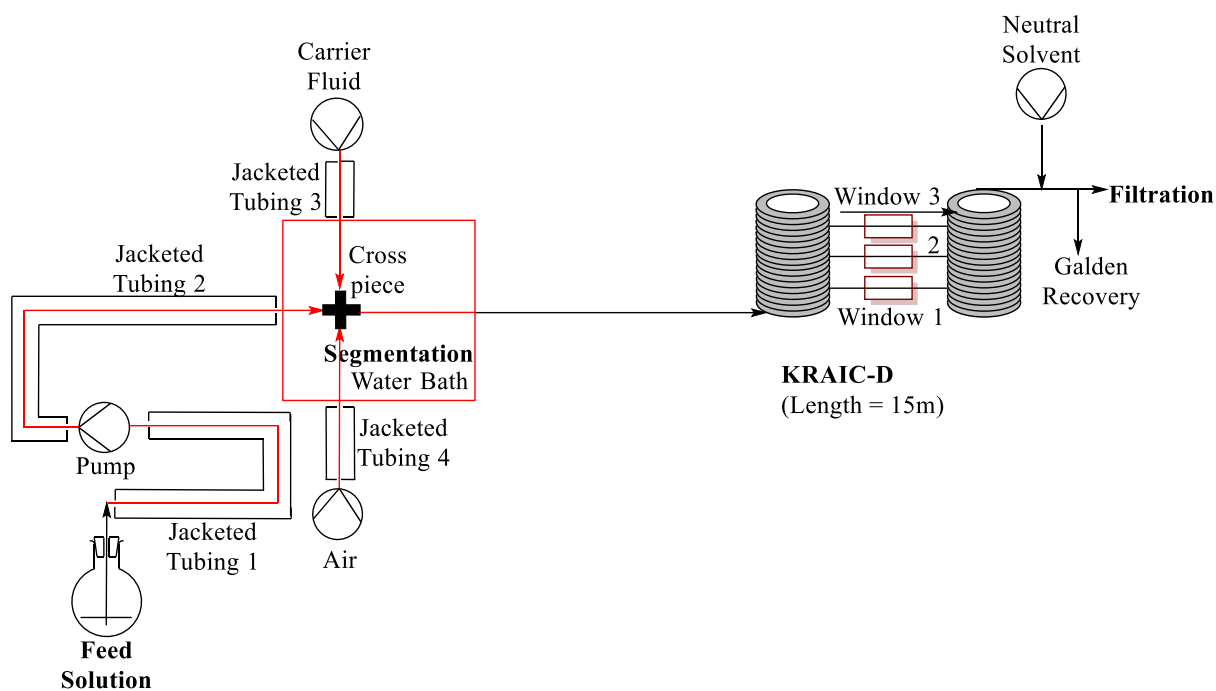 Neutral
Solvent
Carrier
Fluid
Jacketed
Tubing 3
Window 3
Filtration
2
Cross
piece
Jacketed
Tubing 2
Galden
Recovery
Window 1
Segmentation
Water Bath
KRAIC-D
(Length = 15m)
Jacketed
Tubing 4
Pump
Jacketed
Tubing 1
Air
Feed
Solution